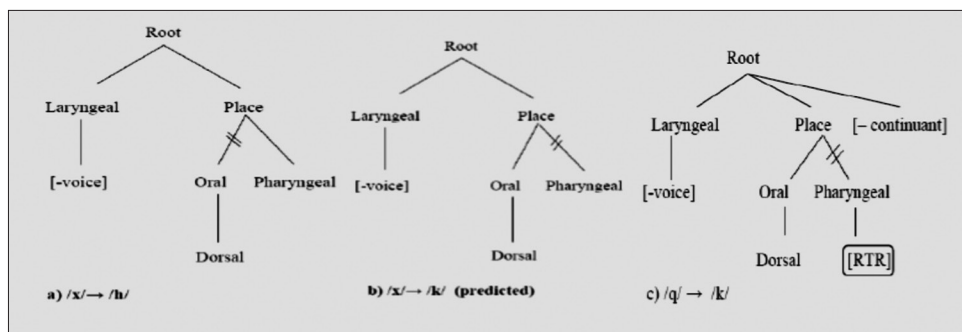 Root
Laryngeal Place
[-voice] Oral Pharyngeal
Dorsal
a) /x/→ /h/
Root
Laryngeal Place
[-voice] Oral Pharyngeal
Dorsal
b) /x/→ /k/ (predicted)
Root
Laryngeal Place [– continuant]
[-voice] Oral Pharyngeal
Dorsal [RTR]
c) /q/ → /k/